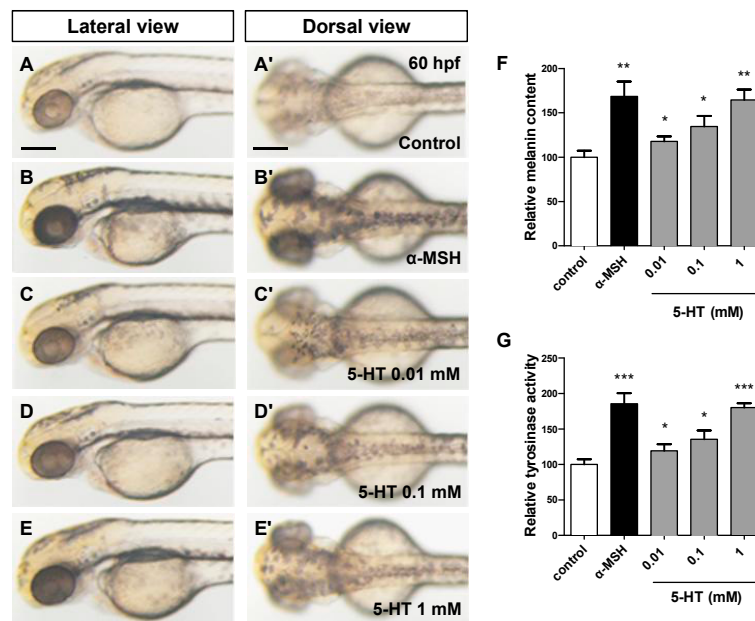 Lateral view
Dorsal view
A
A'
60 hpf
Control
B
B'
α-MSH
C
C'
5-HT 0.01 mM
D
D'
5-HT 0.1 mM
E
E'
5-HT 1 mM
F
Relative melanin content
200
150
100
50
0
**
*
*
**
control
α-MSH
0.01
0.1
1
5-HT (mM)
G
Relative tyrosinase activity
250
200
150
100
50
0
***
*
*
***
control
α-MSH
0.01
0.1
1
5-HT (mM)